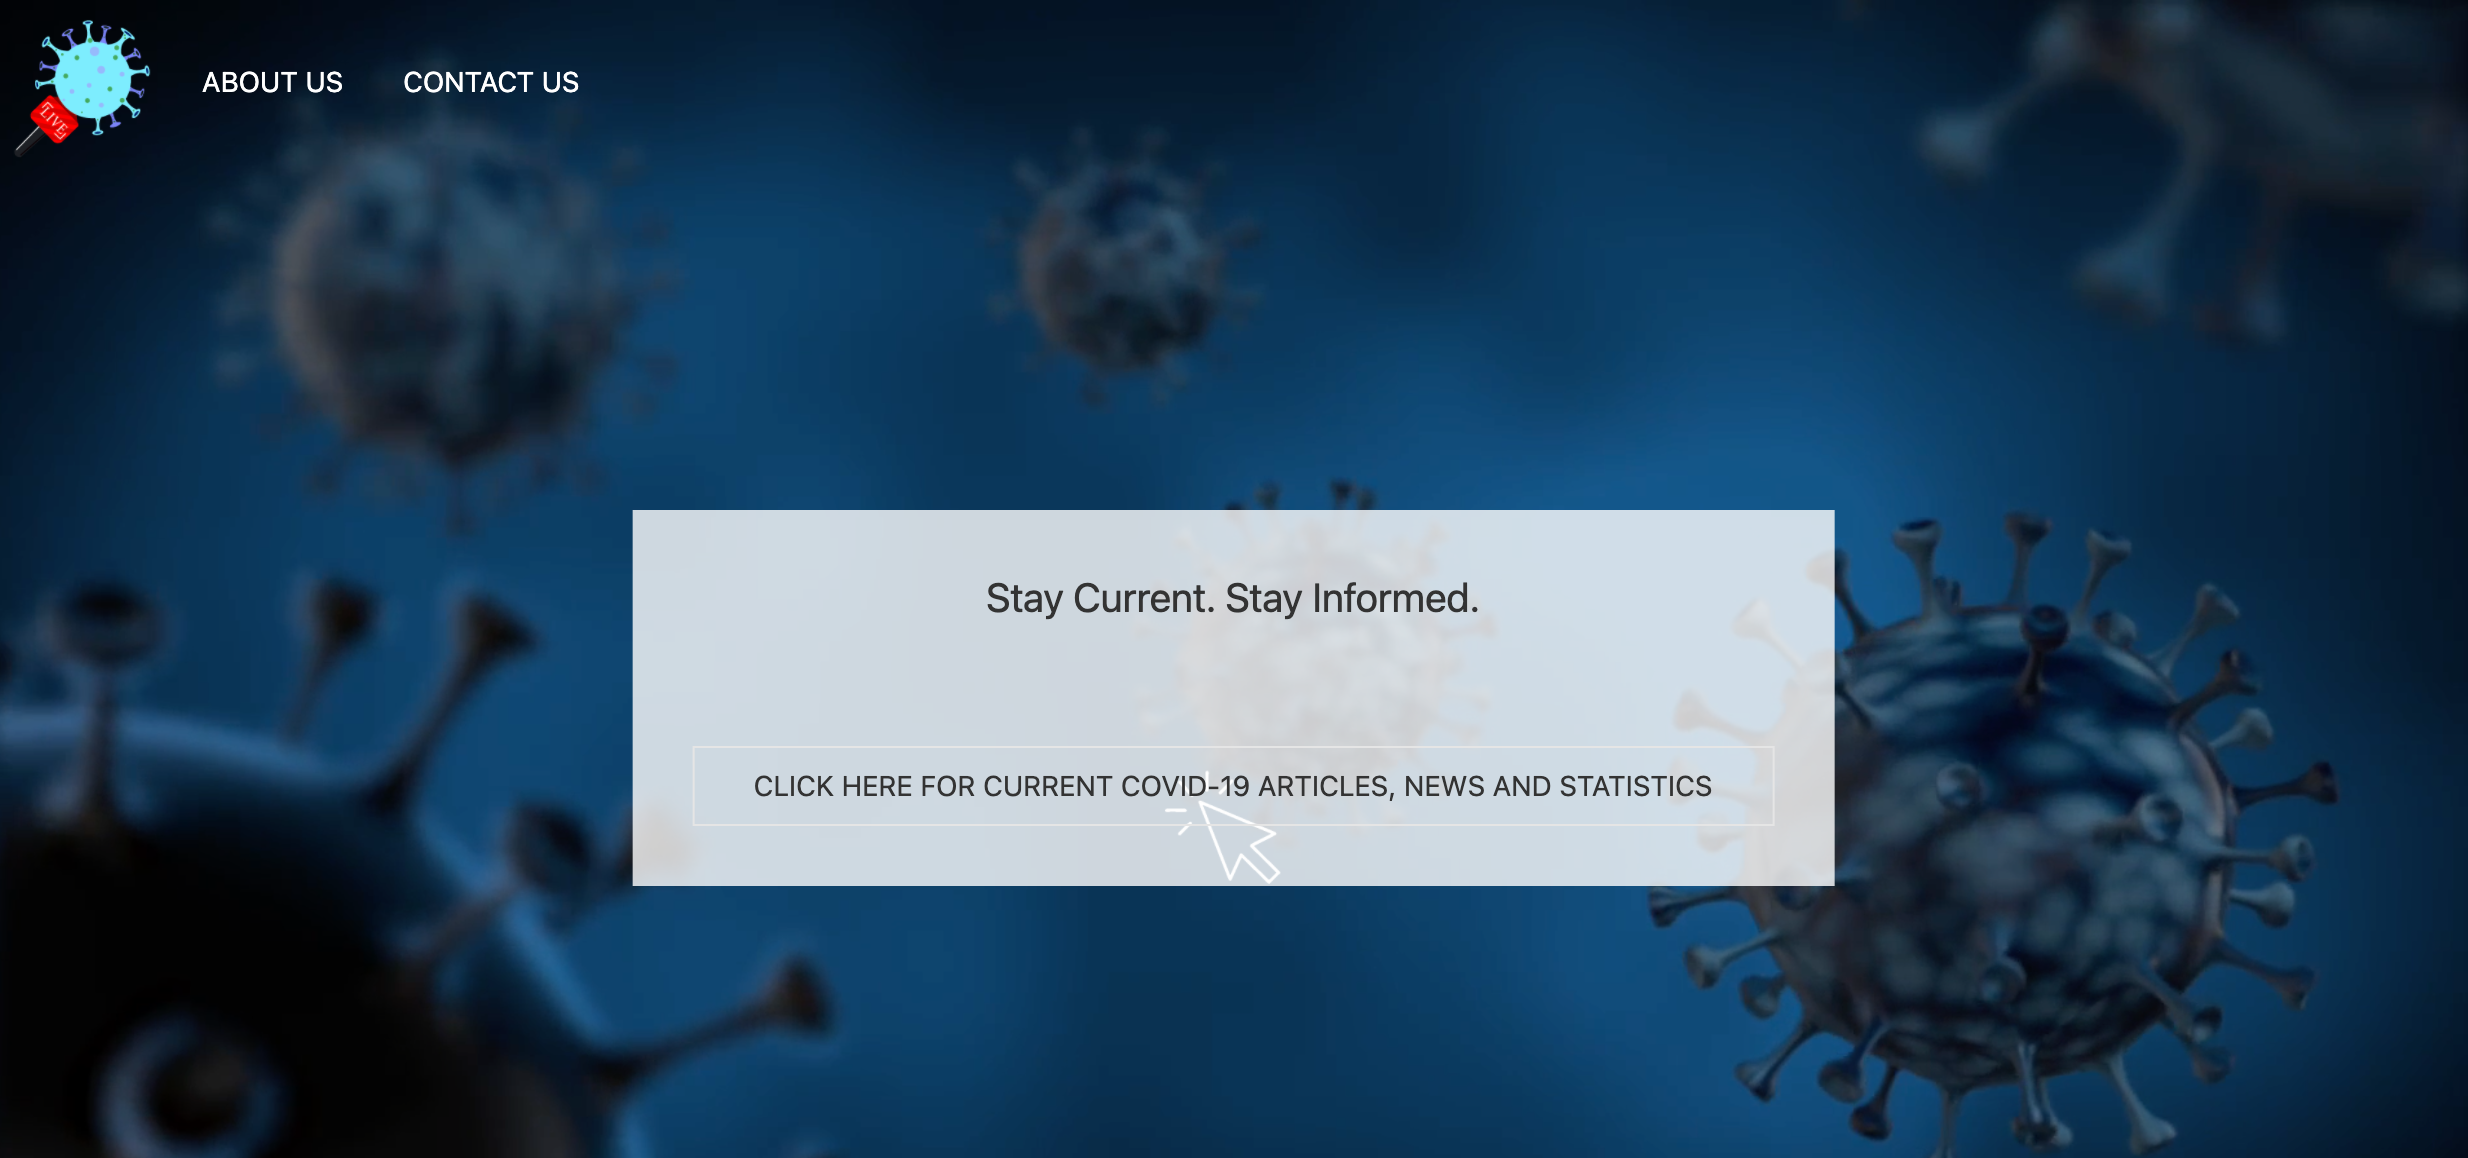 ABOUT US
CONTACT US
LIVE
Stay Current. Stay Informed.
CLICK HERE FOR CURRENT COVID-19 ARTICLES, NEWS AND STATISTICS